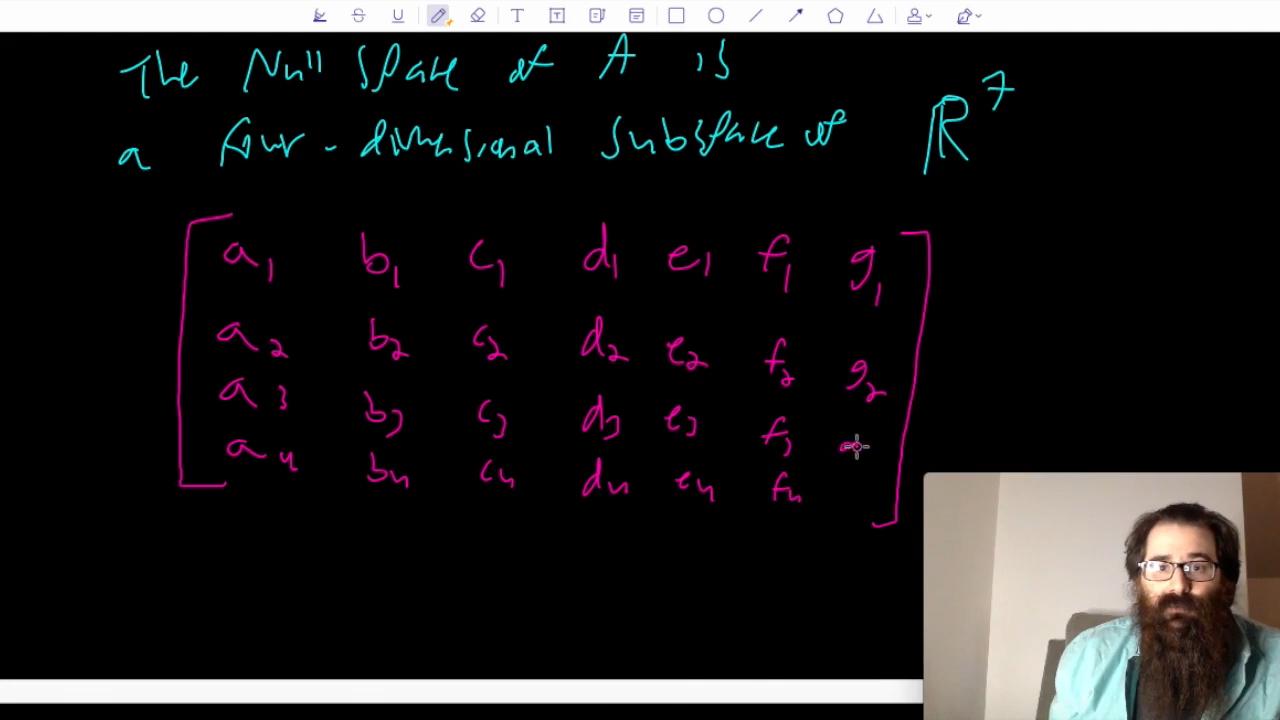 The Null Space of A is
a four-dimensional subspace of ℝ⁷
a₁ b₁ c₁ d₁ e₁ f₁ g₁
a₂ b₂ c₂ d₂ e₂ f₂ g₂
a₃ b₃ c₃ d₃ e₃ f₃
a₄ b₄ c₄ d₄ e₄ f₄